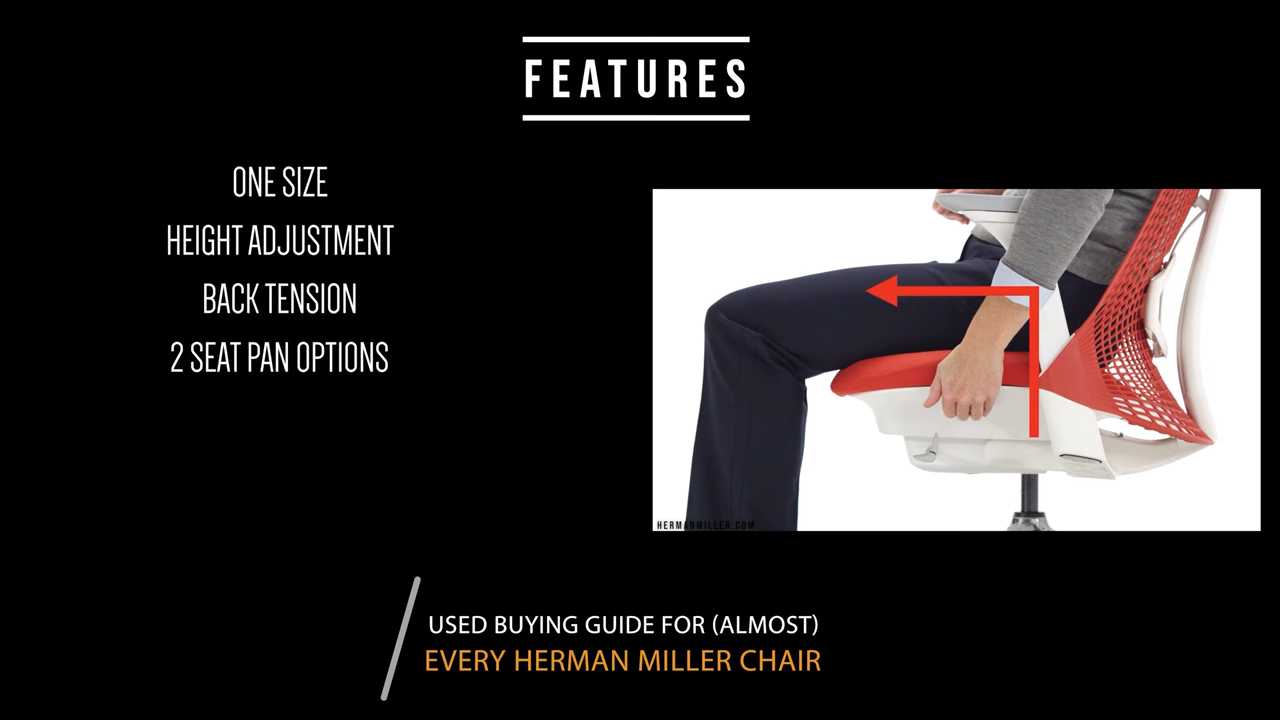 FEATURES
ONE SIZE
HEIGHT ADJUSTMENT
BACK TENSION
2 SEAT PAN OPTIONS
HERMANMILLER.COM
USED BUYING GUIDE FOR (ALMOST)
EVERY HERMAN MILLER CHAIR